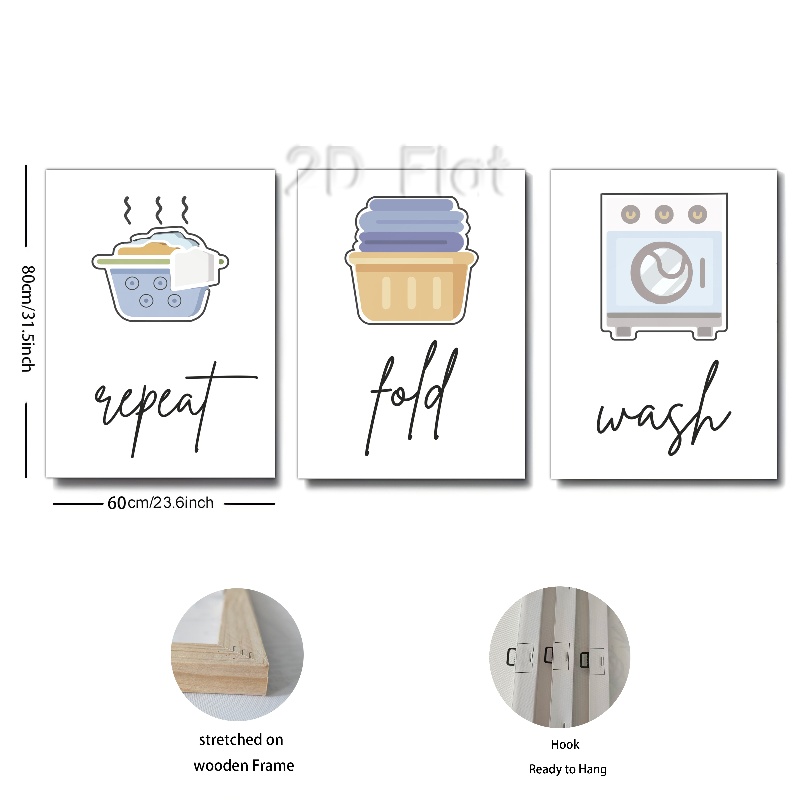 2D Flat
80cm/31.5inch
repeat
fold
wash
60cm/23.6inch
stretched on
wooden Frame
Hook
Ready to Hang